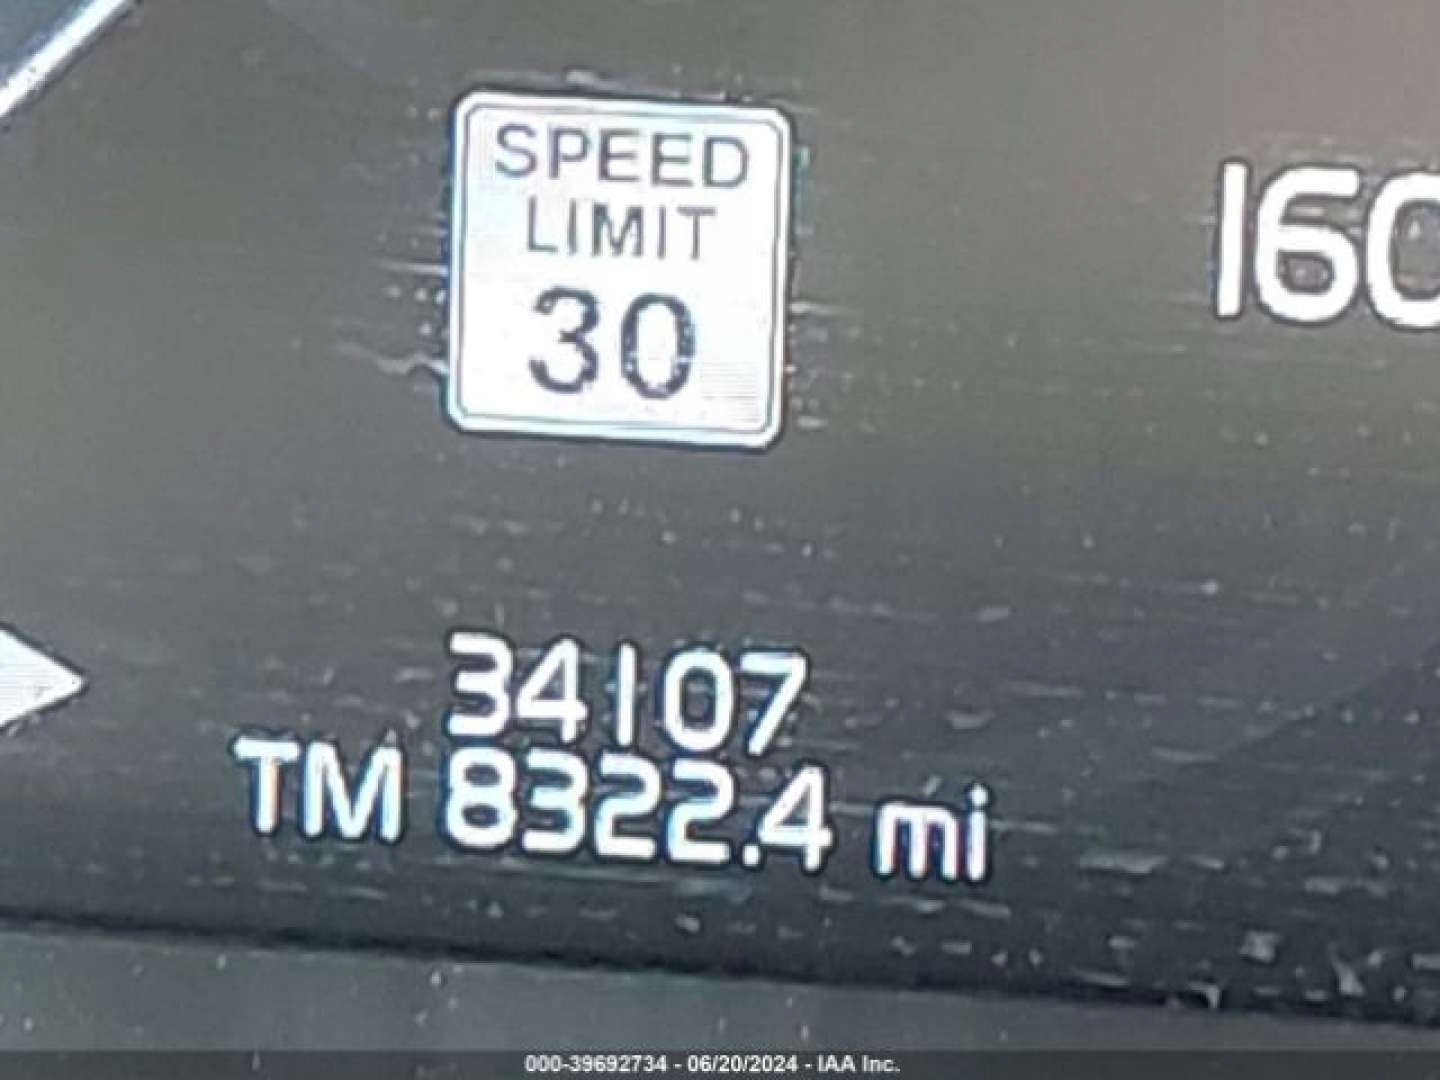 SPEED
LIMIT
30
160
34107
TM 8322.4 mi
000-39692734 - 06/20/2024 - IAA Inc.